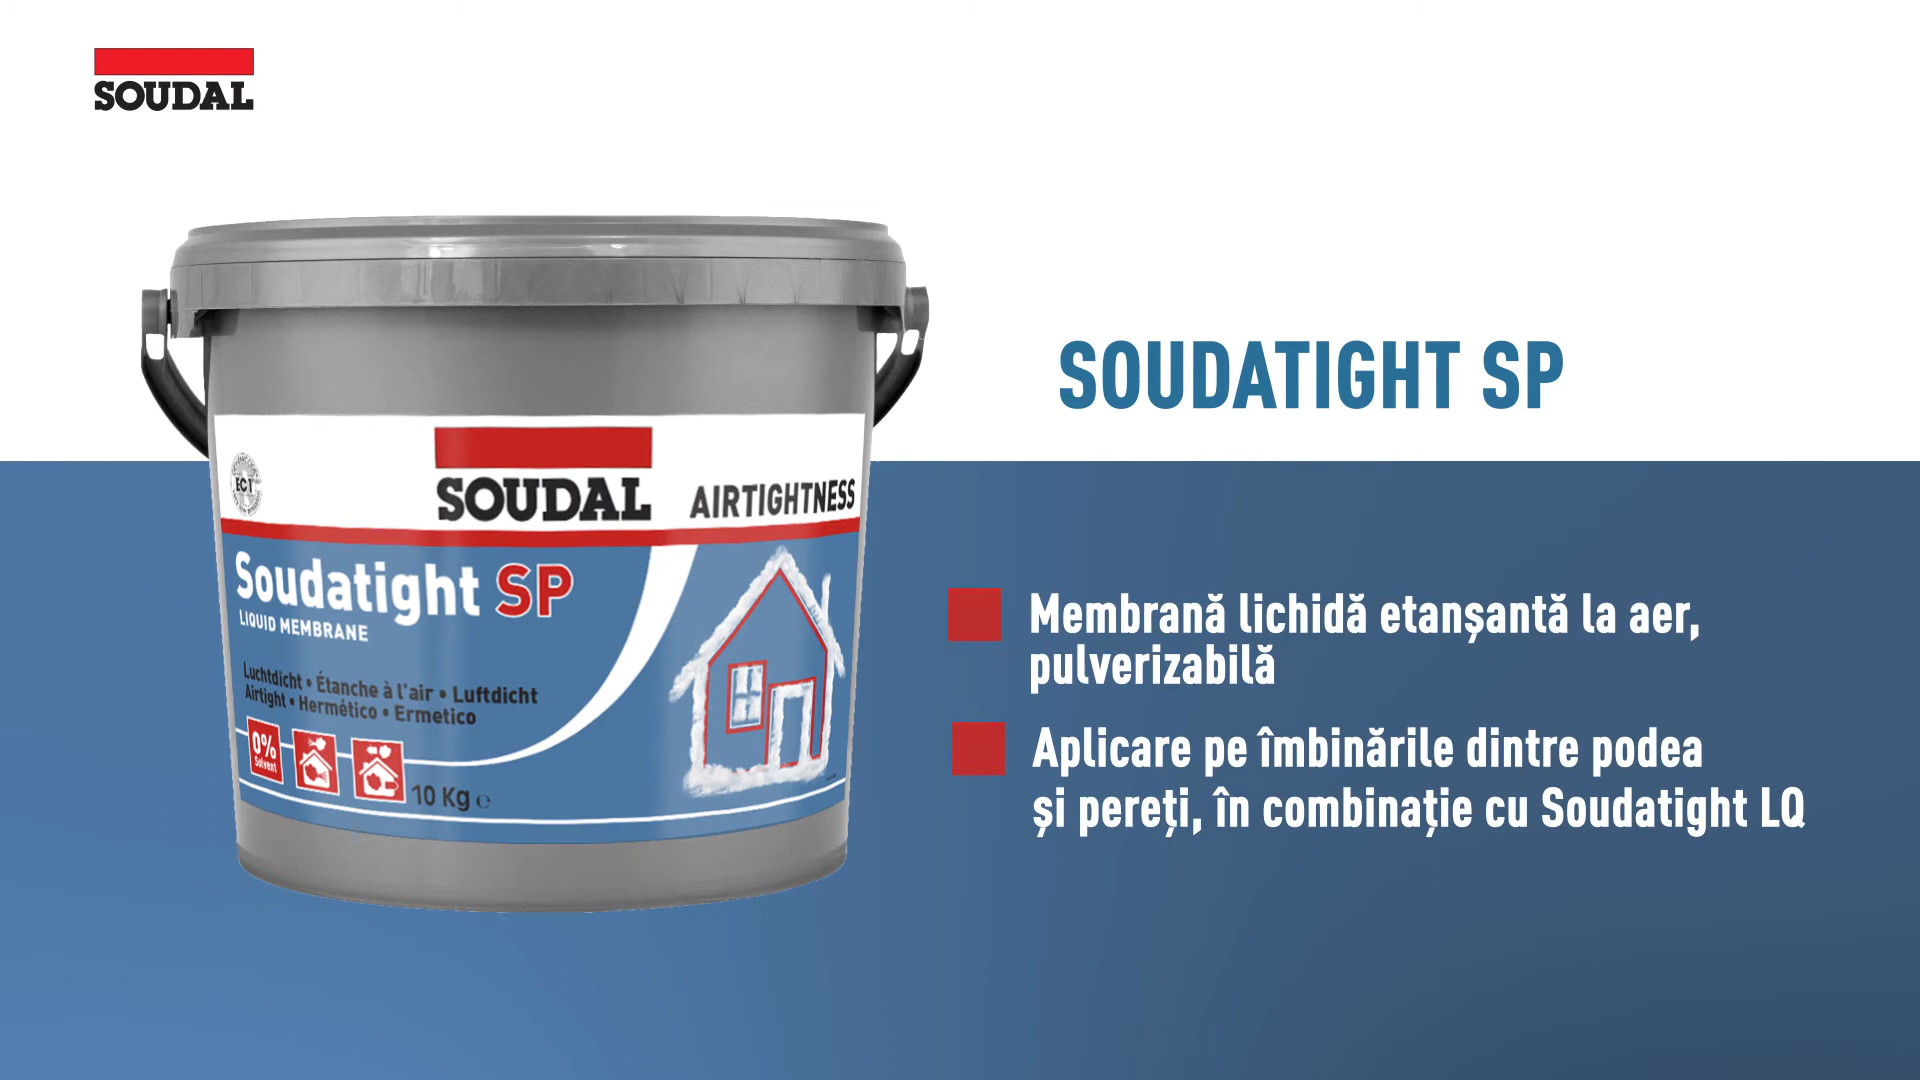 SOUDAL
SOUDATIGHT SP
EC1
SOUDAL
AIRTIGHTNESS
Soudatight SP
LIQUID MEMBRANE
Luchtdicht • Étanche à l'air • Luftdicht
Airtight • Hermético • Ermetico
0%
Solvent
10 Kg e
Membrană lichidă etanșantă la aer,
pulverizabilă
Aplicare pe îmbinările dintre podea
și pereți, în combinație cu Soudatight LQ